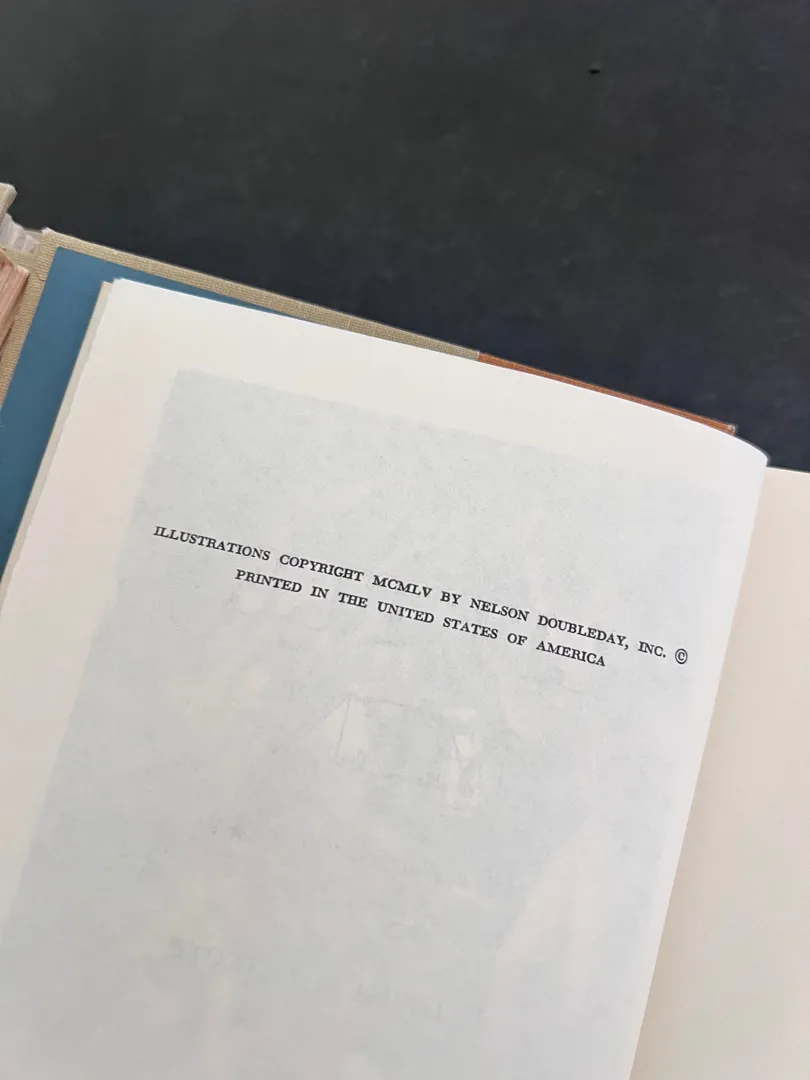 ILLUSTRATIONS COPYRIGHT MCMLV BY NELSON DOUBLEDAY, INC. ©
PRINTED IN THE UNITED STATES OF AMERICA